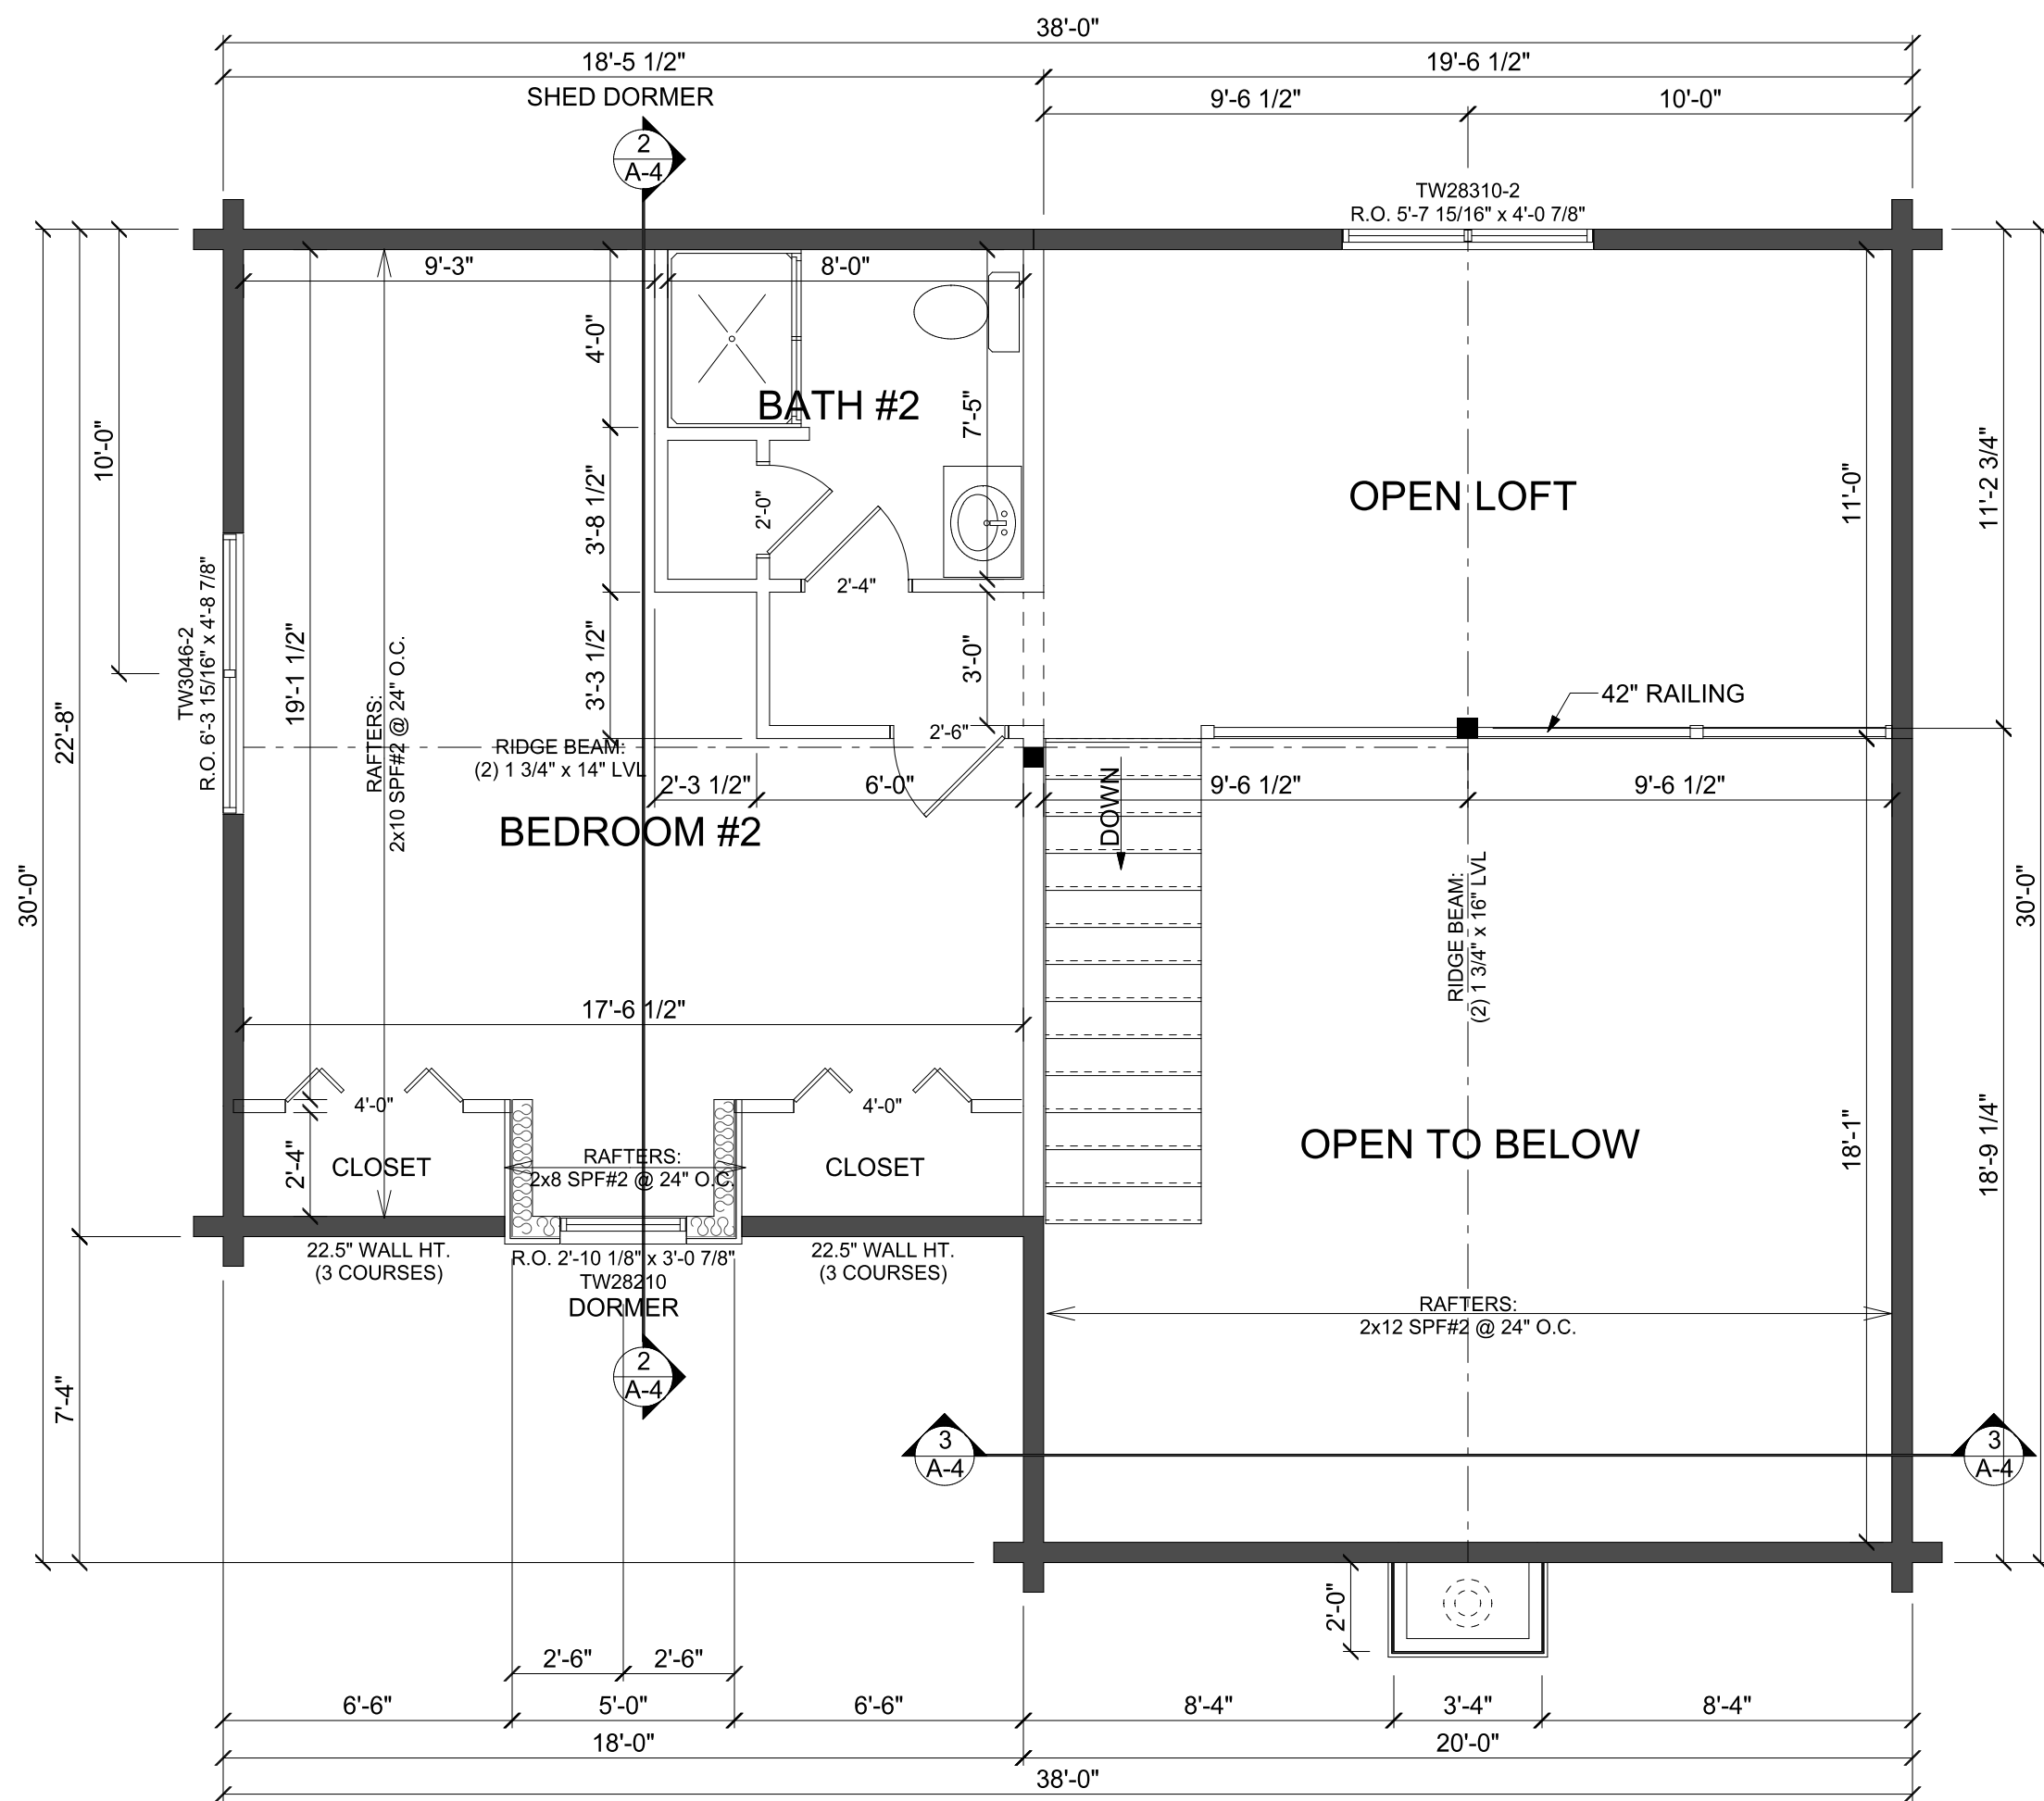 38'-0"
18'-5 1/2"
19'-6 1/2"
SHED DORMER
9'-6 1/2"
10'-0"
2
A-4
TW28310-2
R.O. 5'-7 15/16" x 4'-0 7/8"
9'-3"
8'-0"
4'-0"
BATH #2
7'-5"
10'-0"
OPEN LOFT
11'-0"
11'-2 3/4"
3'-8 1/2"
2'-0"
2'-4"
TW3046-2
R.O. 6'-3 15/16" x 4'-8 7/8"
19'-1 1/2"
RAFTERS:
2x10 SPF#2 @ 24" O.C.
3'-3 1/2"
3'-0"
42" RAILING
22'-8"
2'-6"
RIDGE BEAM:
(2) 1 3/4" x 14" LVL
2'-3 1/2"
6'-0"
DOWN
9'-6 1/2"
9'-6 1/2"
BEDROOM #2
30'-0"
30'-0"
RIDGE BEAM:
(2) 1 3/4" x 16" LVL
17'-6 1/2"
4'-0"
4'-0"
2'-4"
CLOSET
RAFTERS:
2x8 SPF#2 @ 24" O.C.
CLOSET
OPEN TO BELOW
18'-1"
18'-9 1/4"
22.5" WALL HT.
(3 COURSES)
R.O. 2'-10 1/8" x 3'-0 7/8"
TW28210
DORMER
22.5" WALL HT.
(3 COURSES)
RAFTERS:
2x12 SPF#2 @ 24" O.C.
2
A-4
7'-4"
3
A-4
3
A-4
2'-0"
2'-6"
2'-6"
6'-6"
5'-0"
6'-6"
8'-4"
3'-4"
8'-4"
18'-0"
20'-0"
38'-0"